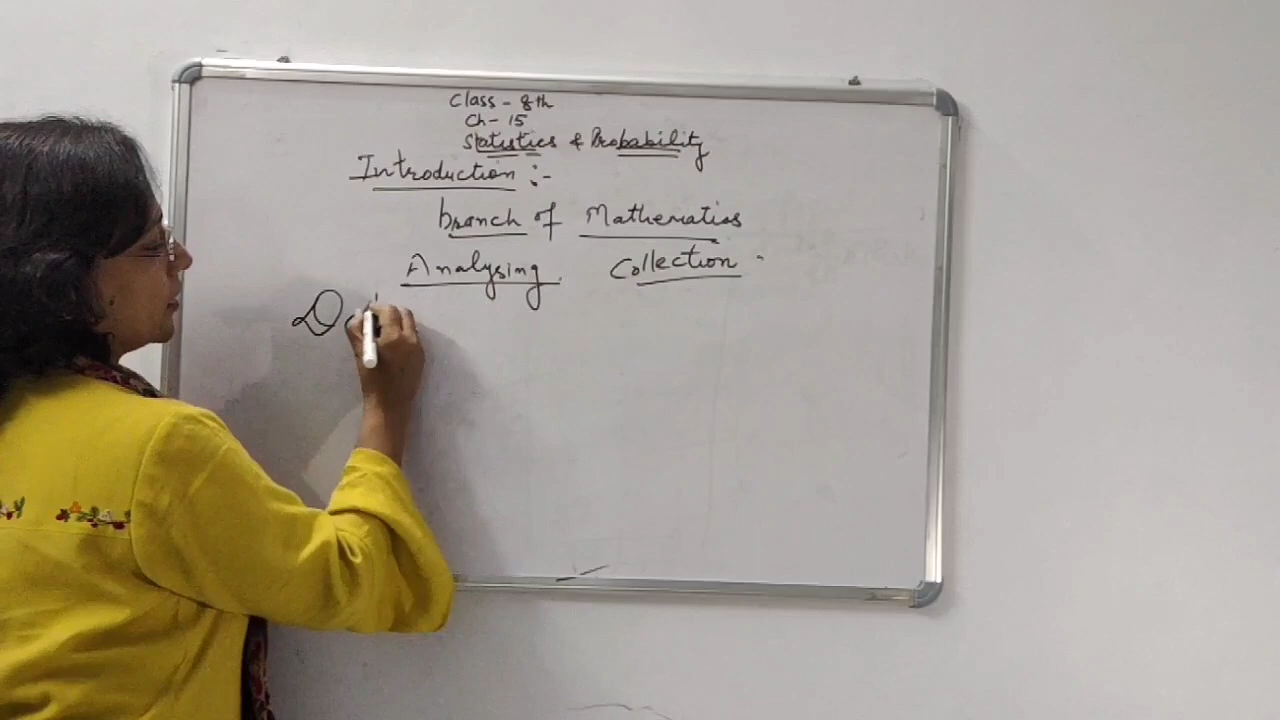 Class - 8th
Ch - 15
Statistics & Probability
Introduction :-
branch of Mathematics
Analysing. Collection.